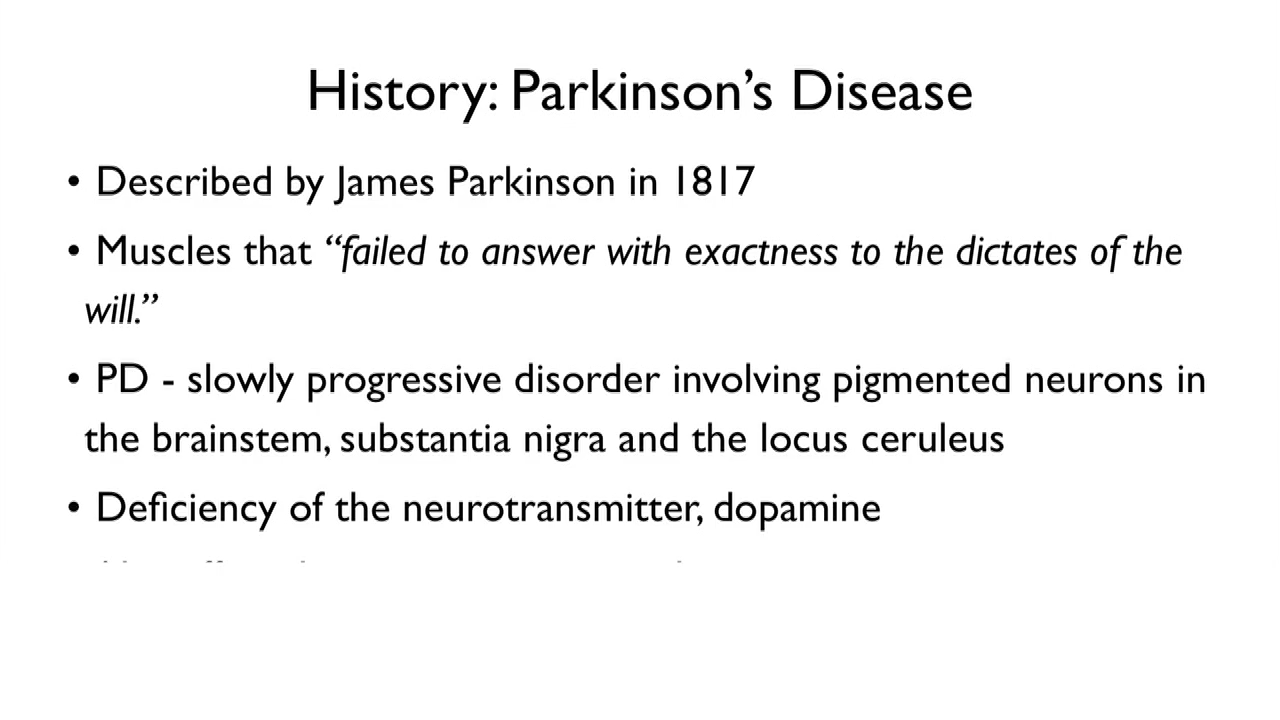 History: Parkinson’s Disease
• Described by James Parkinson in 1817
• Muscles that “failed to answer with exactness to the dictates of the
will.”
• PD - slowly progressive disorder involving pigmented neurons in
the brainstem, substantia nigra and the locus ceruleus
• Deficiency of the neurotransmitter, dopamine